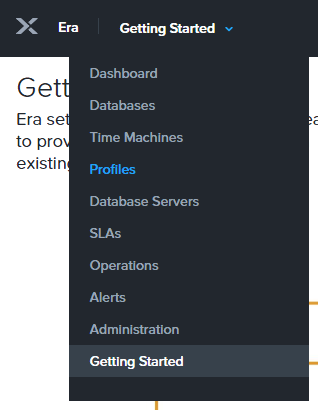 Era
Getting Started
Dashboard
Databases
Time Machines
Profiles
Database Servers
SLAs
Operations
Alerts
Administration
Getting Started
Gett
Era set
to prov
existing